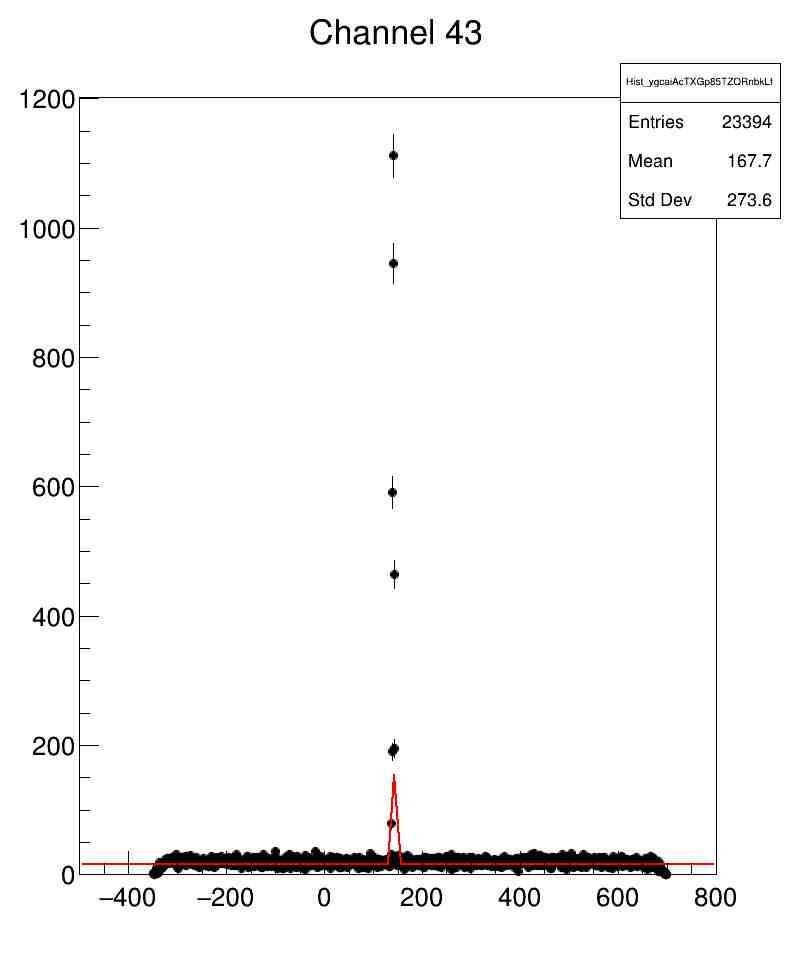 Channel 43
Hist_ygcaiAcTXGp85TZQRnbkLf
Entries 23394
Mean 167.7
Std Dev 273.6
1200
1000
800
600
400
200
0
−400 −200 0 200 400 600 800